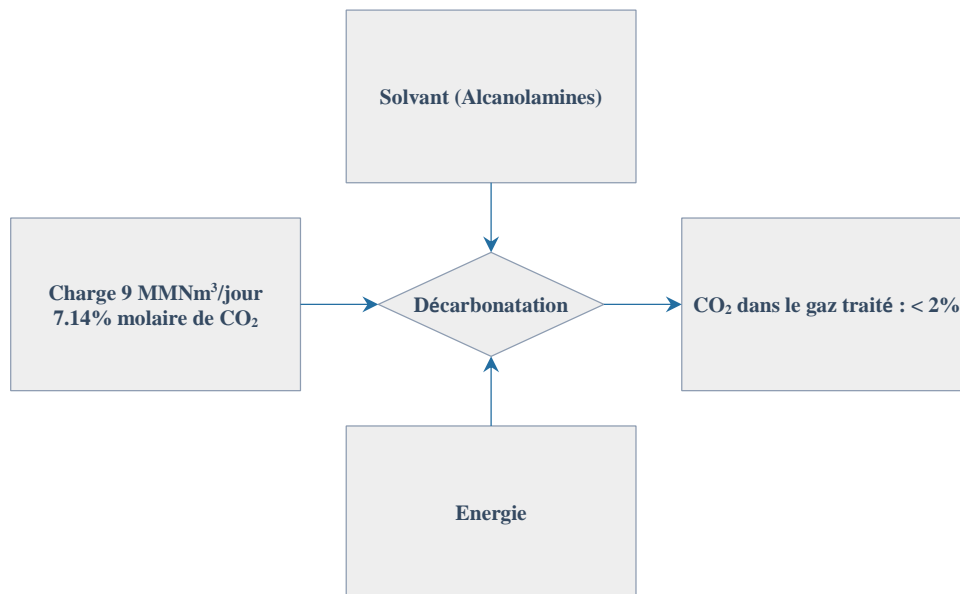 Solvant (Alcanolamines)
Charge 9 MMNm³/jour
7.14% molaire de CO₂
Décarbonatation
CO₂ dans le gaz traité : < 2%
Energie